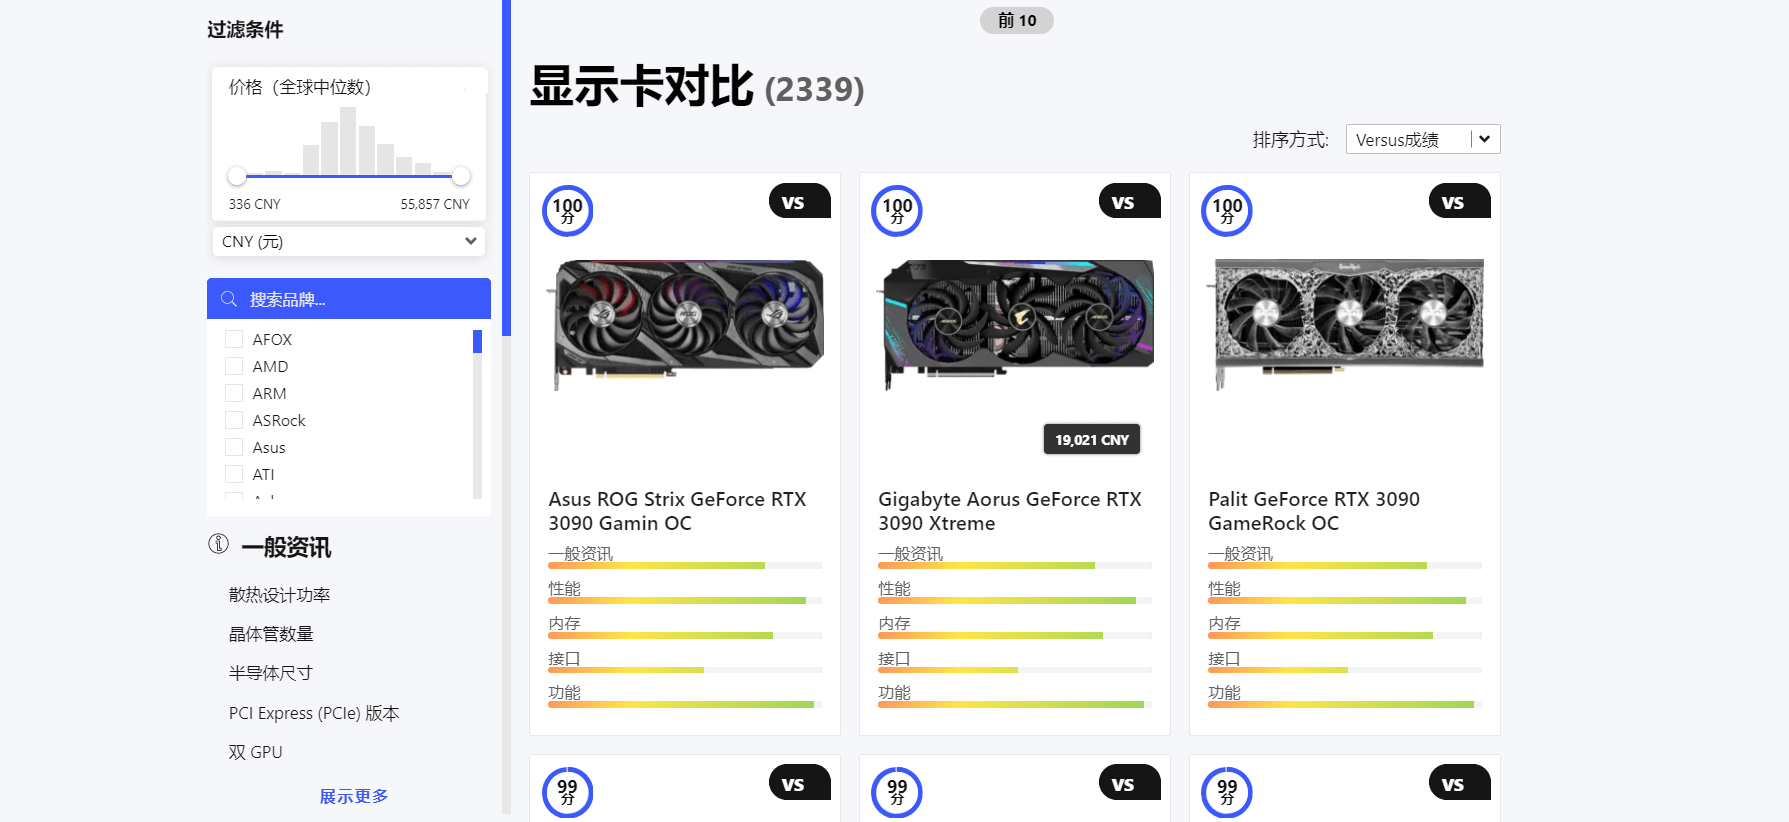 过滤条件
价格（全球中位数）
336 CNY
55,857 CNY
CNY (元)
搜索品牌...
AFOX
AMD
ARM
ASRock
Asus
ATI
一般资讯
散热设计功率
晶体管数量
半导体尺寸
PCI Express (PCIe) 版本
双 GPU
展示更多
前 10
显示卡对比 (2339)
排序方式:
Versus成绩
100
分
VS
Asus ROG Strix GeForce RTX
3090 Gamin OC
一般资讯
性能
内存
接口
功能
100
分
VS
19,021 CNY
Gigabyte Aorus GeForce RTX
3090 Xtreme
一般资讯
性能
内存
接口
功能
100
分
VS
Palit GeForce RTX 3090
GameRock OC
一般资讯
性能
内存
接口
功能
99
分
VS
99
分
VS
99
分
VS